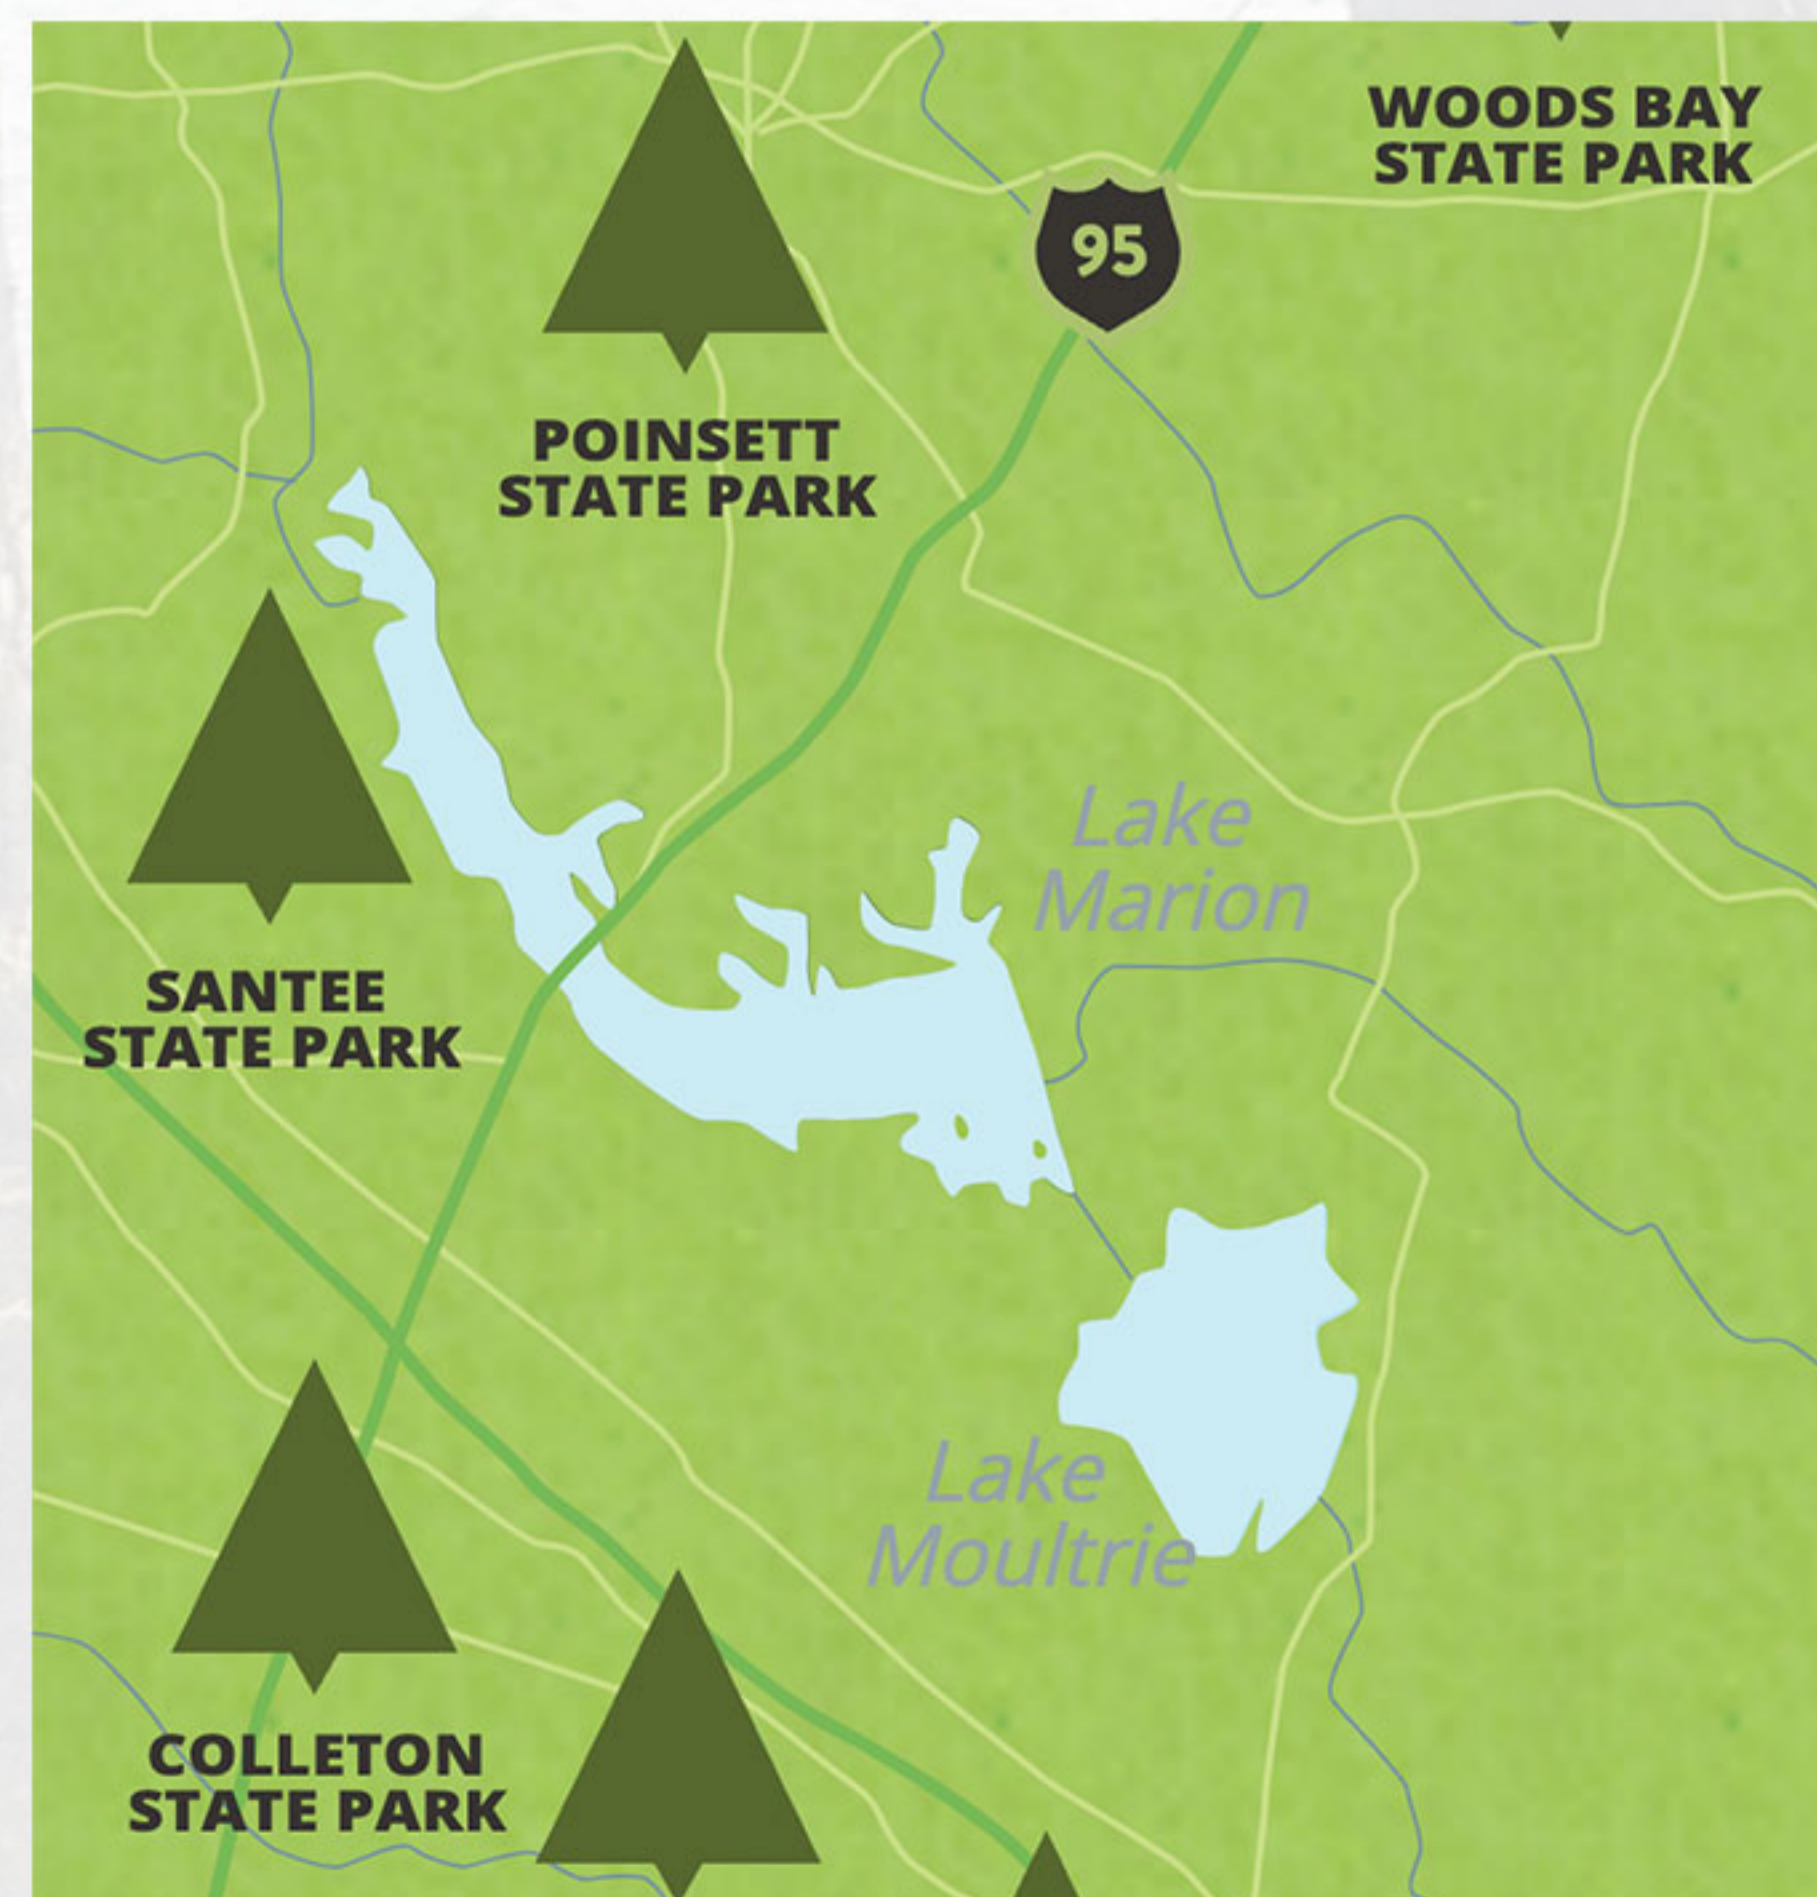 WOODS BAY
STATE PARK
95
POINSETT
STATE PARK
Lake
Marion
SANTEE
STATE PARK
Lake
Moultrie
COLLETON
STATE PARK